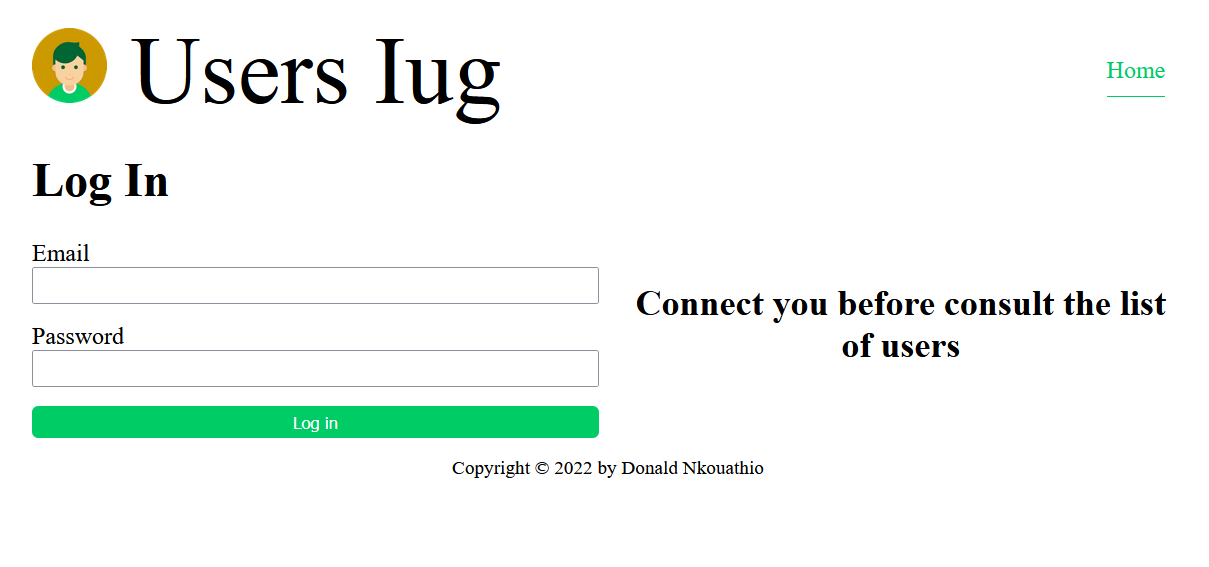 Users Iug
Home
Log In
Email
Password
Log in
Connect you before consult the list
of users
Copyright © 2022 by Donald Nkouathio